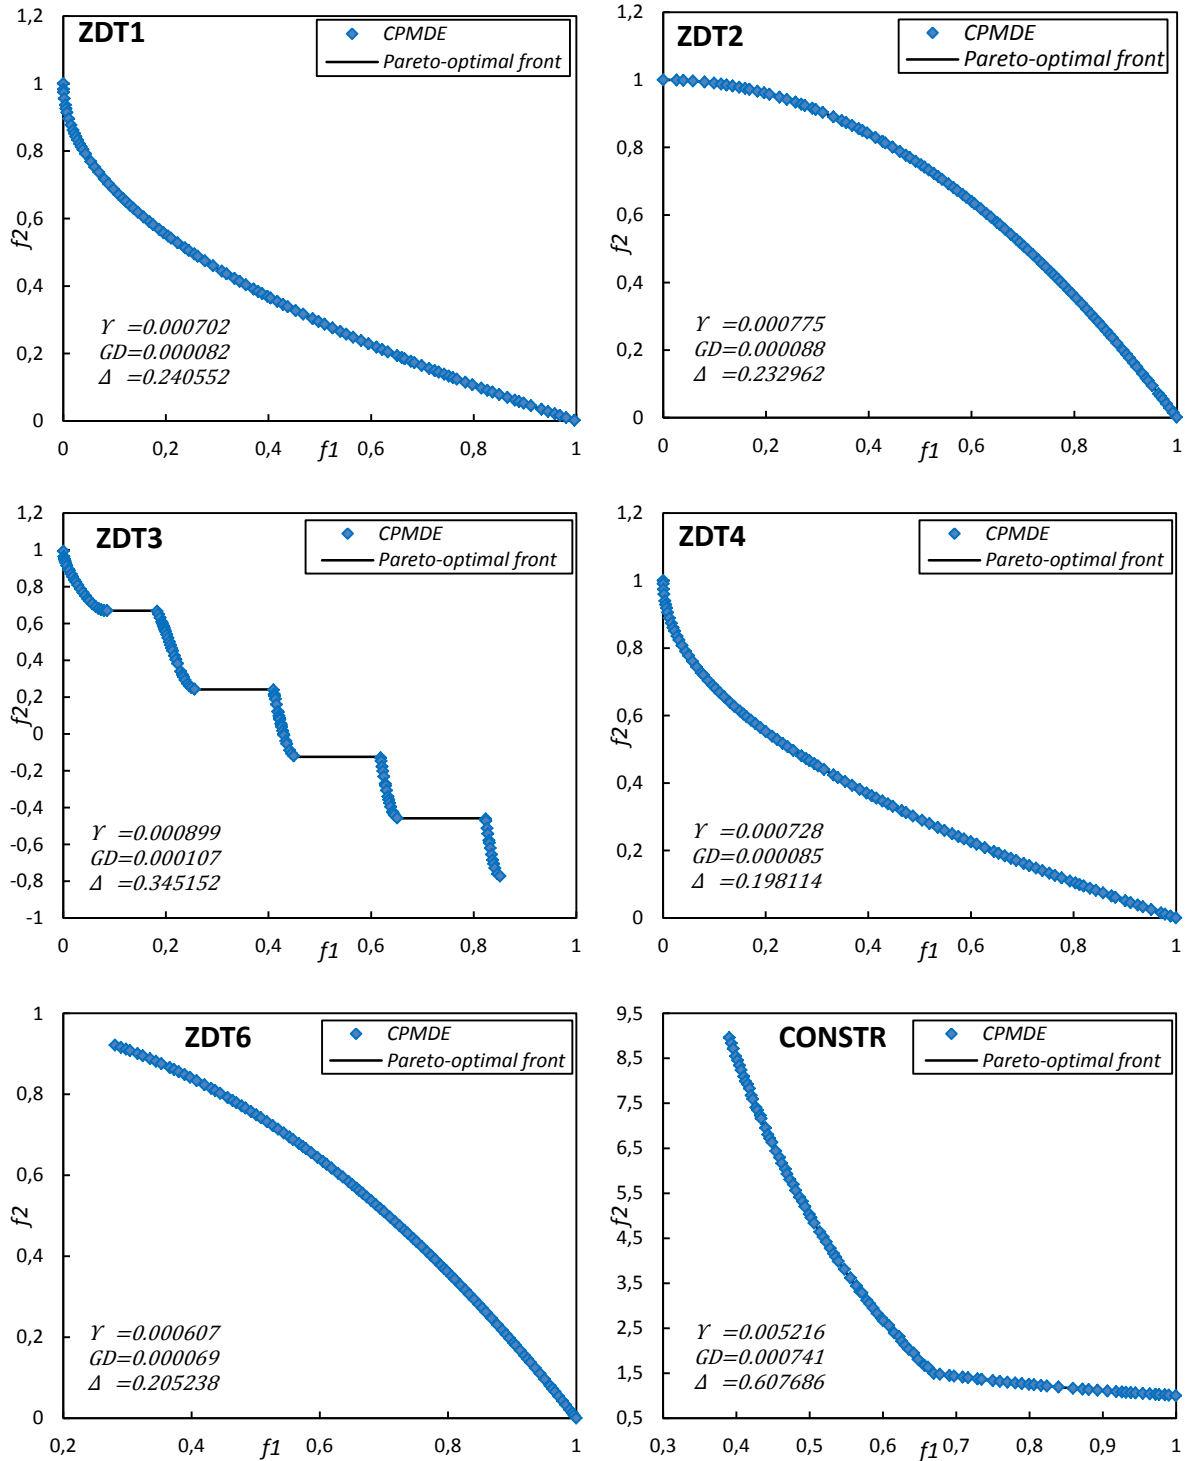 ZDT1
CPMDE
Pareto-optimal front
1,2
1
0,8
0,6
0,4
0,2
0
f2
ϒ =0.000702
GD=0.000082
Δ =0.240552
0 0,2 0,4 0,6 0,8 1
f1
ZDT2
CPMDE
Pareto-optimal front
1,2
1
0,8
0,6
0,4
0,2
0
f2
ϒ =0.000775
GD=0.000088
Δ =0.232962
0 0,2 0,4 0,6 0,8 1
f1
ZDT3
CPMDE
Pareto-optimal front
1,2
1
0,8
0,6
0,4
0,2
0
-0,2
-0,4
-0,6
-0,8
-1
f2
ϒ =0.000899
GD=0.000107
Δ =0.345152
0 0,2 0,4 0,6 0,8 1
f1
ZDT4
CPMDE
Pareto-optimal front
1,2
1
0,8
0,6
0,4
0,2
0
f2
ϒ =0.000728
GD=0.000085
Δ =0.198114
0 0,2 0,4 0,6 0,8 1
f1
ZDT6
CPMDE
Pareto-optimal front
1
0,8
0,6
0,4
0,2
0
f2
ϒ =0.000607
GD=0.000069
Δ =0.205238
0,2 0,4 0,6 0,8 1
f1
CONSTR
CPMDE
Pareto-optimal front
9,5
8,5
7,5
6,5
5,5
4,5
3,5
2,5
1,5
0,5
f2
ϒ =0.005216
GD=0.000741
Δ =0.607686
0,3 0,4 0,5 0,6 0,7 0,8 0,9 1
f1